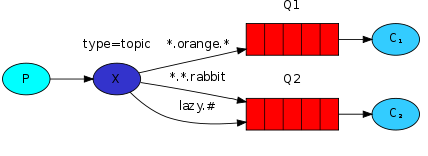 Q1
type=topic
*.orange.*
C₁
P
X
*.*.rabbit
Q2
lazy.#
C₂